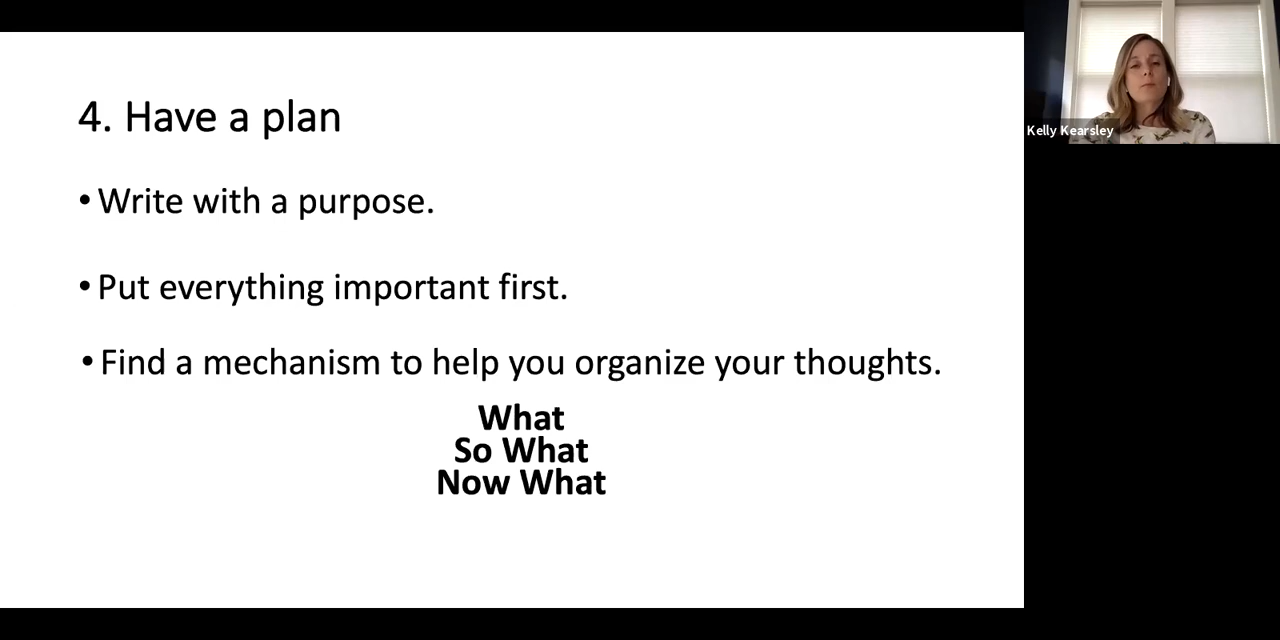 4. Have a plan
• Write with a purpose.
• Put everything important first.
• Find a mechanism to help you organize your thoughts.
What
So What
Now What
Kelly Kearsley